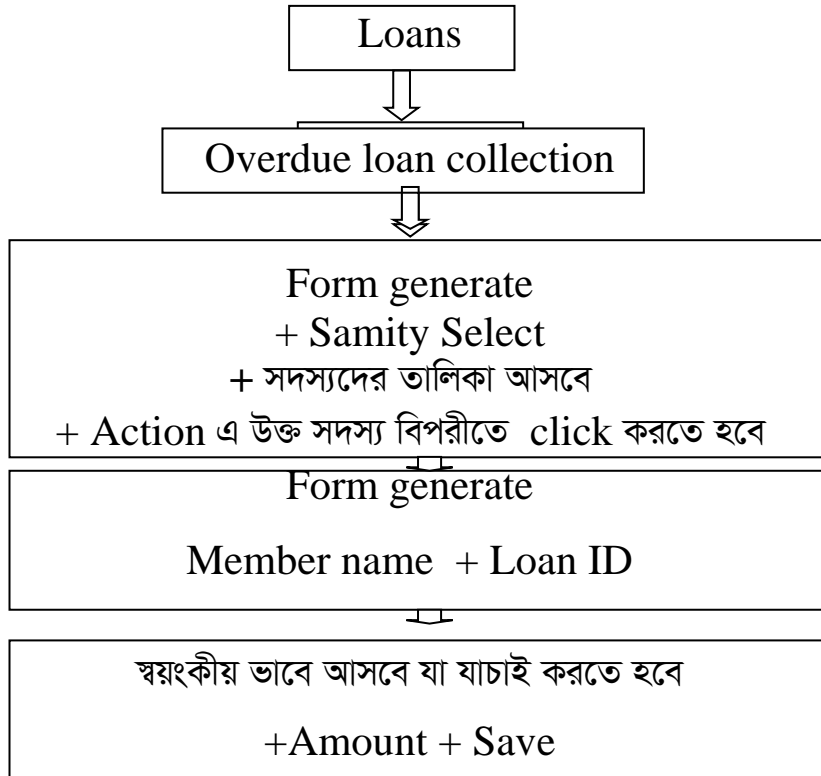 Loans
Overdue loan collection
Form generate
+ Samity Select
+ সদস্যদের তালিকা আসবে
+ Action এ উক্ত সদস্য বিপরীতে click করতে হবে
Form generate
Member name + Loan ID
স্বয়ংকীয় ভাবে আসবে যা যাচাই করতে হবে
+Amount + Save